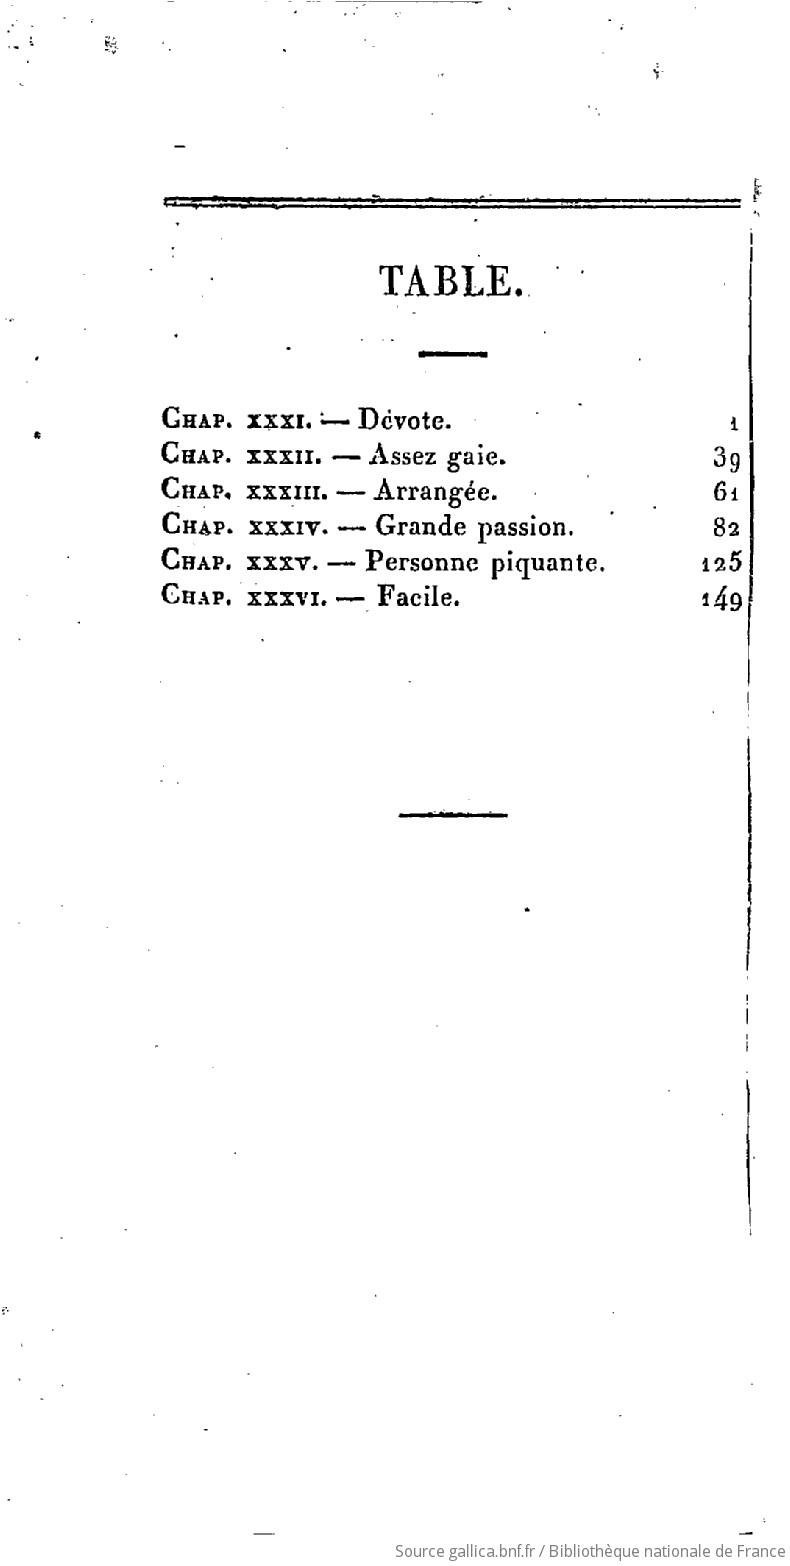 TABLE.
Chap. xxxi. — Dévote. 1
Chap. xxxii. — Assez gaie. 39
Chap. xxxiii. — Arrangée. 61
Chap. xxxiv. — Grande passion. 82
Chap. xxxv. — Personne piquante. 125
Chap. xxxvi. — Facile. 149
Source gallica.bnf.fr / Bibliothèque nationale de France